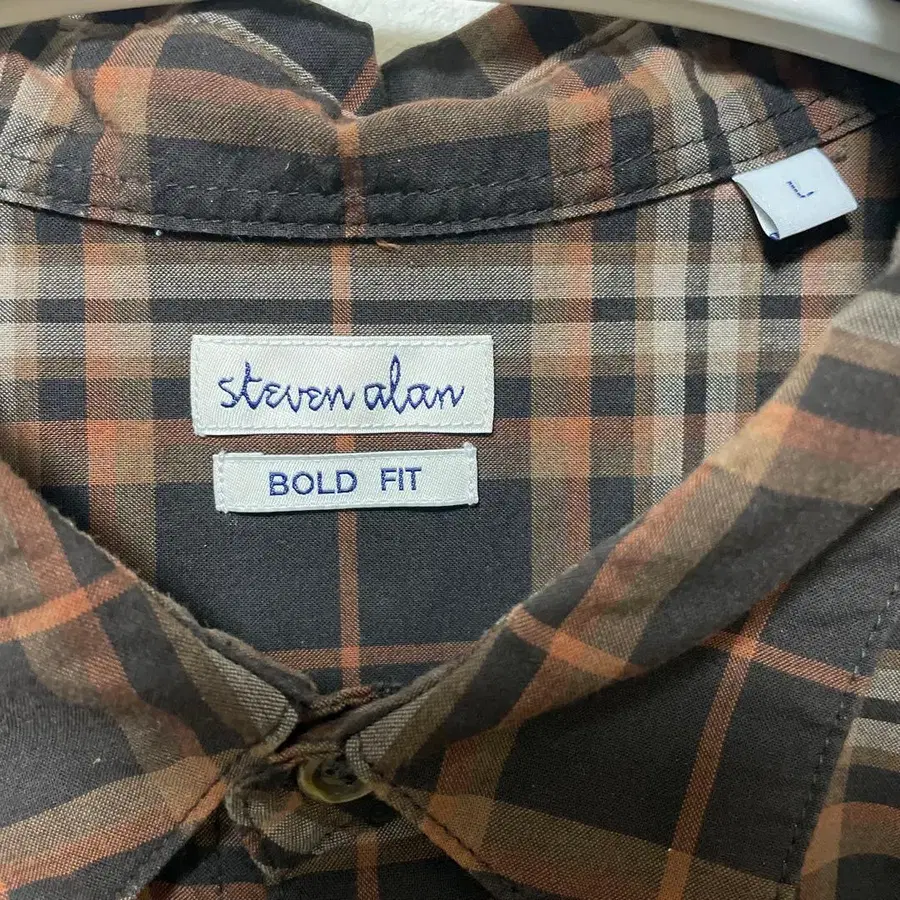 L
steven alan
BOLD FIT